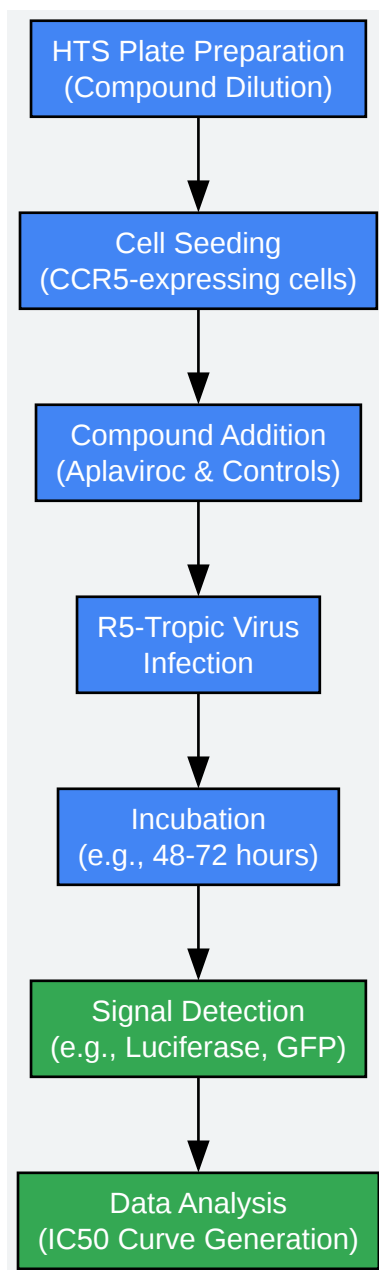 HTS Plate Preparation
(Compound Dilution)
Cell Seeding
(CCR5-expressing cells)
Compound Addition
(Aplaviroc & Controls)
R5-Tropic Virus
Infection
Incubation
(e.g., 48-72 hours)
Signal Detection
(e.g., Luciferase, GFP)
Data Analysis
(IC50 Curve Generation)